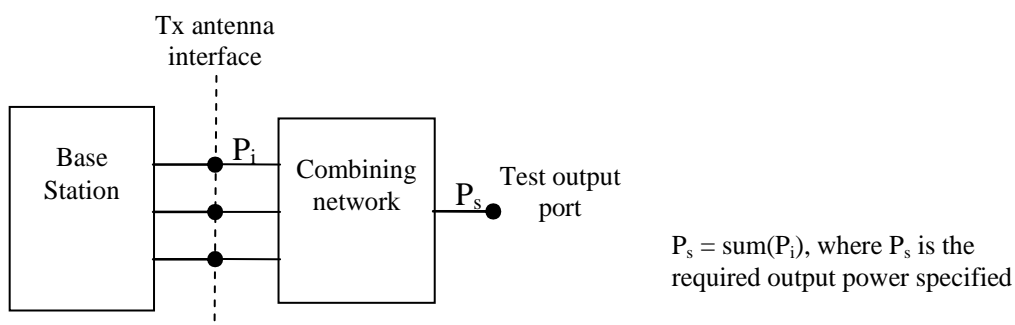 Tx antenna
interface
Base
Station
Pi
Combining
network
Ps
Test output
port
Ps = sum(Pi), where Ps is the
required output power specified